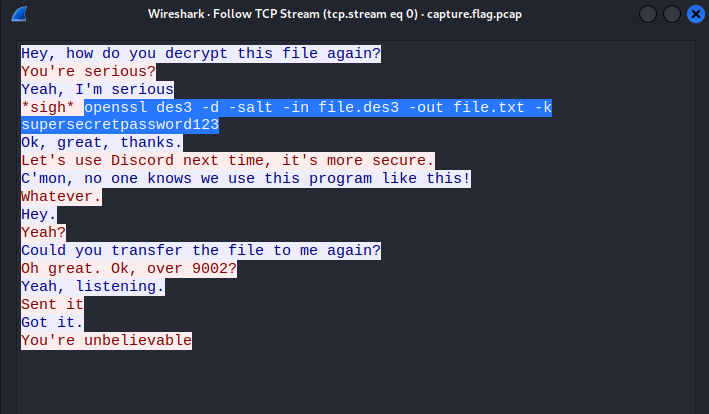 Wireshark · Follow TCP Stream (tcp.stream eq 0) · capture.flag.pcap
Hey, how do you decrypt this file again?
You're serious?
Yeah, I'm serious
*sigh* openssl des3 -d -salt -in file.des3 -out file.txt -k
supersecretpassword123
Ok, great, thanks.
Let's use Discord next time, it's more secure.
C'mon, no one knows we use this program like this!
Whatever.
Hey.
Yeah?
Could you transfer the file to me again?
Oh great. Ok, over 9002?
Yeah, listening.
Sent it
Got it.
You're unbelievable